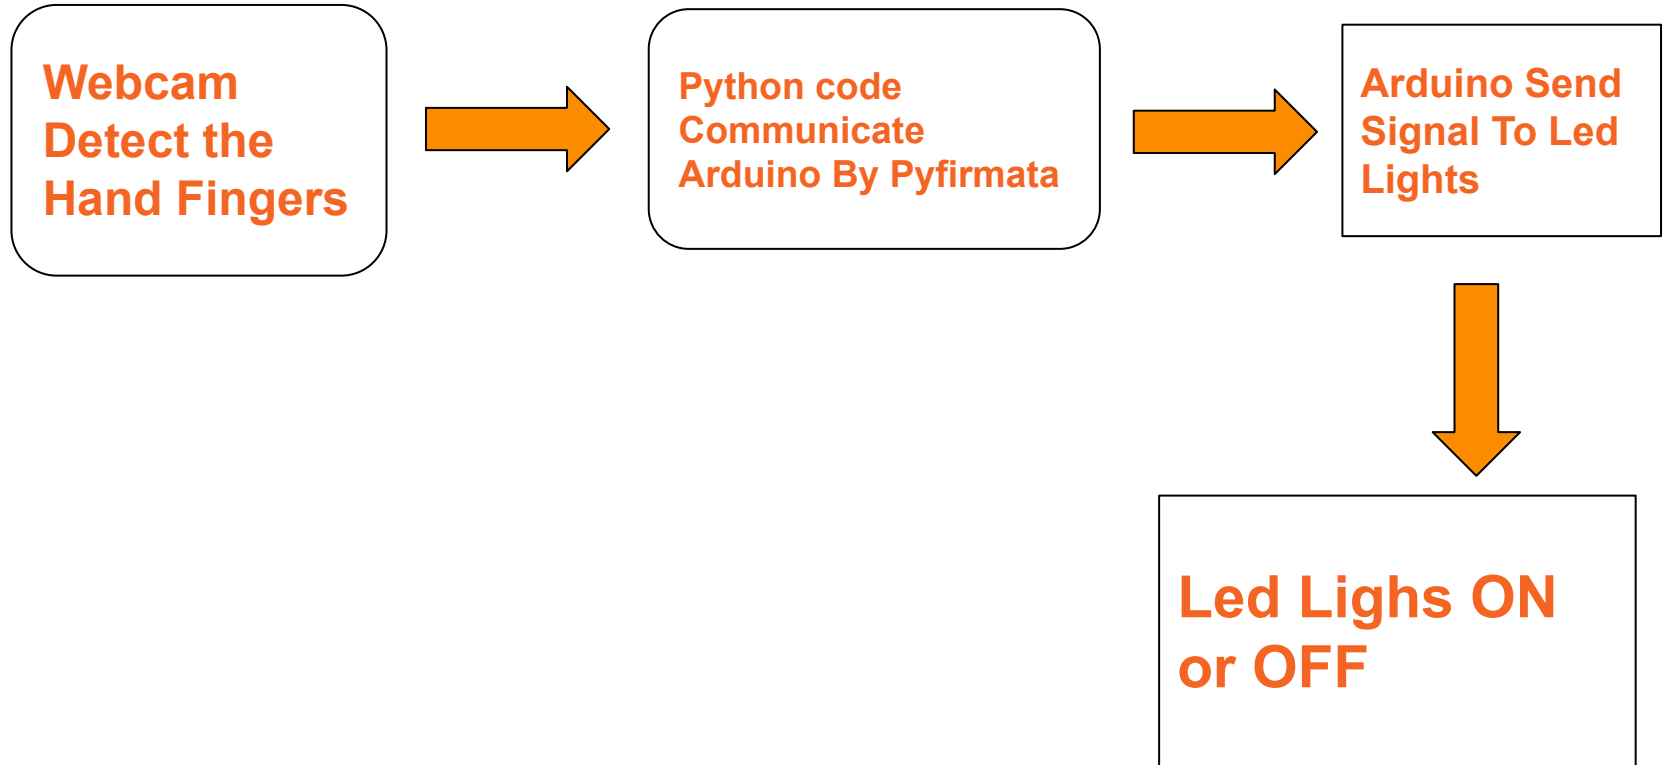 Webcam
Detect the
Hand Fingers
Python code
Communicate
Arduino By Pyfirmata
Arduino Send
Signal To Led
Lights
Led Lighs ON
or OFF